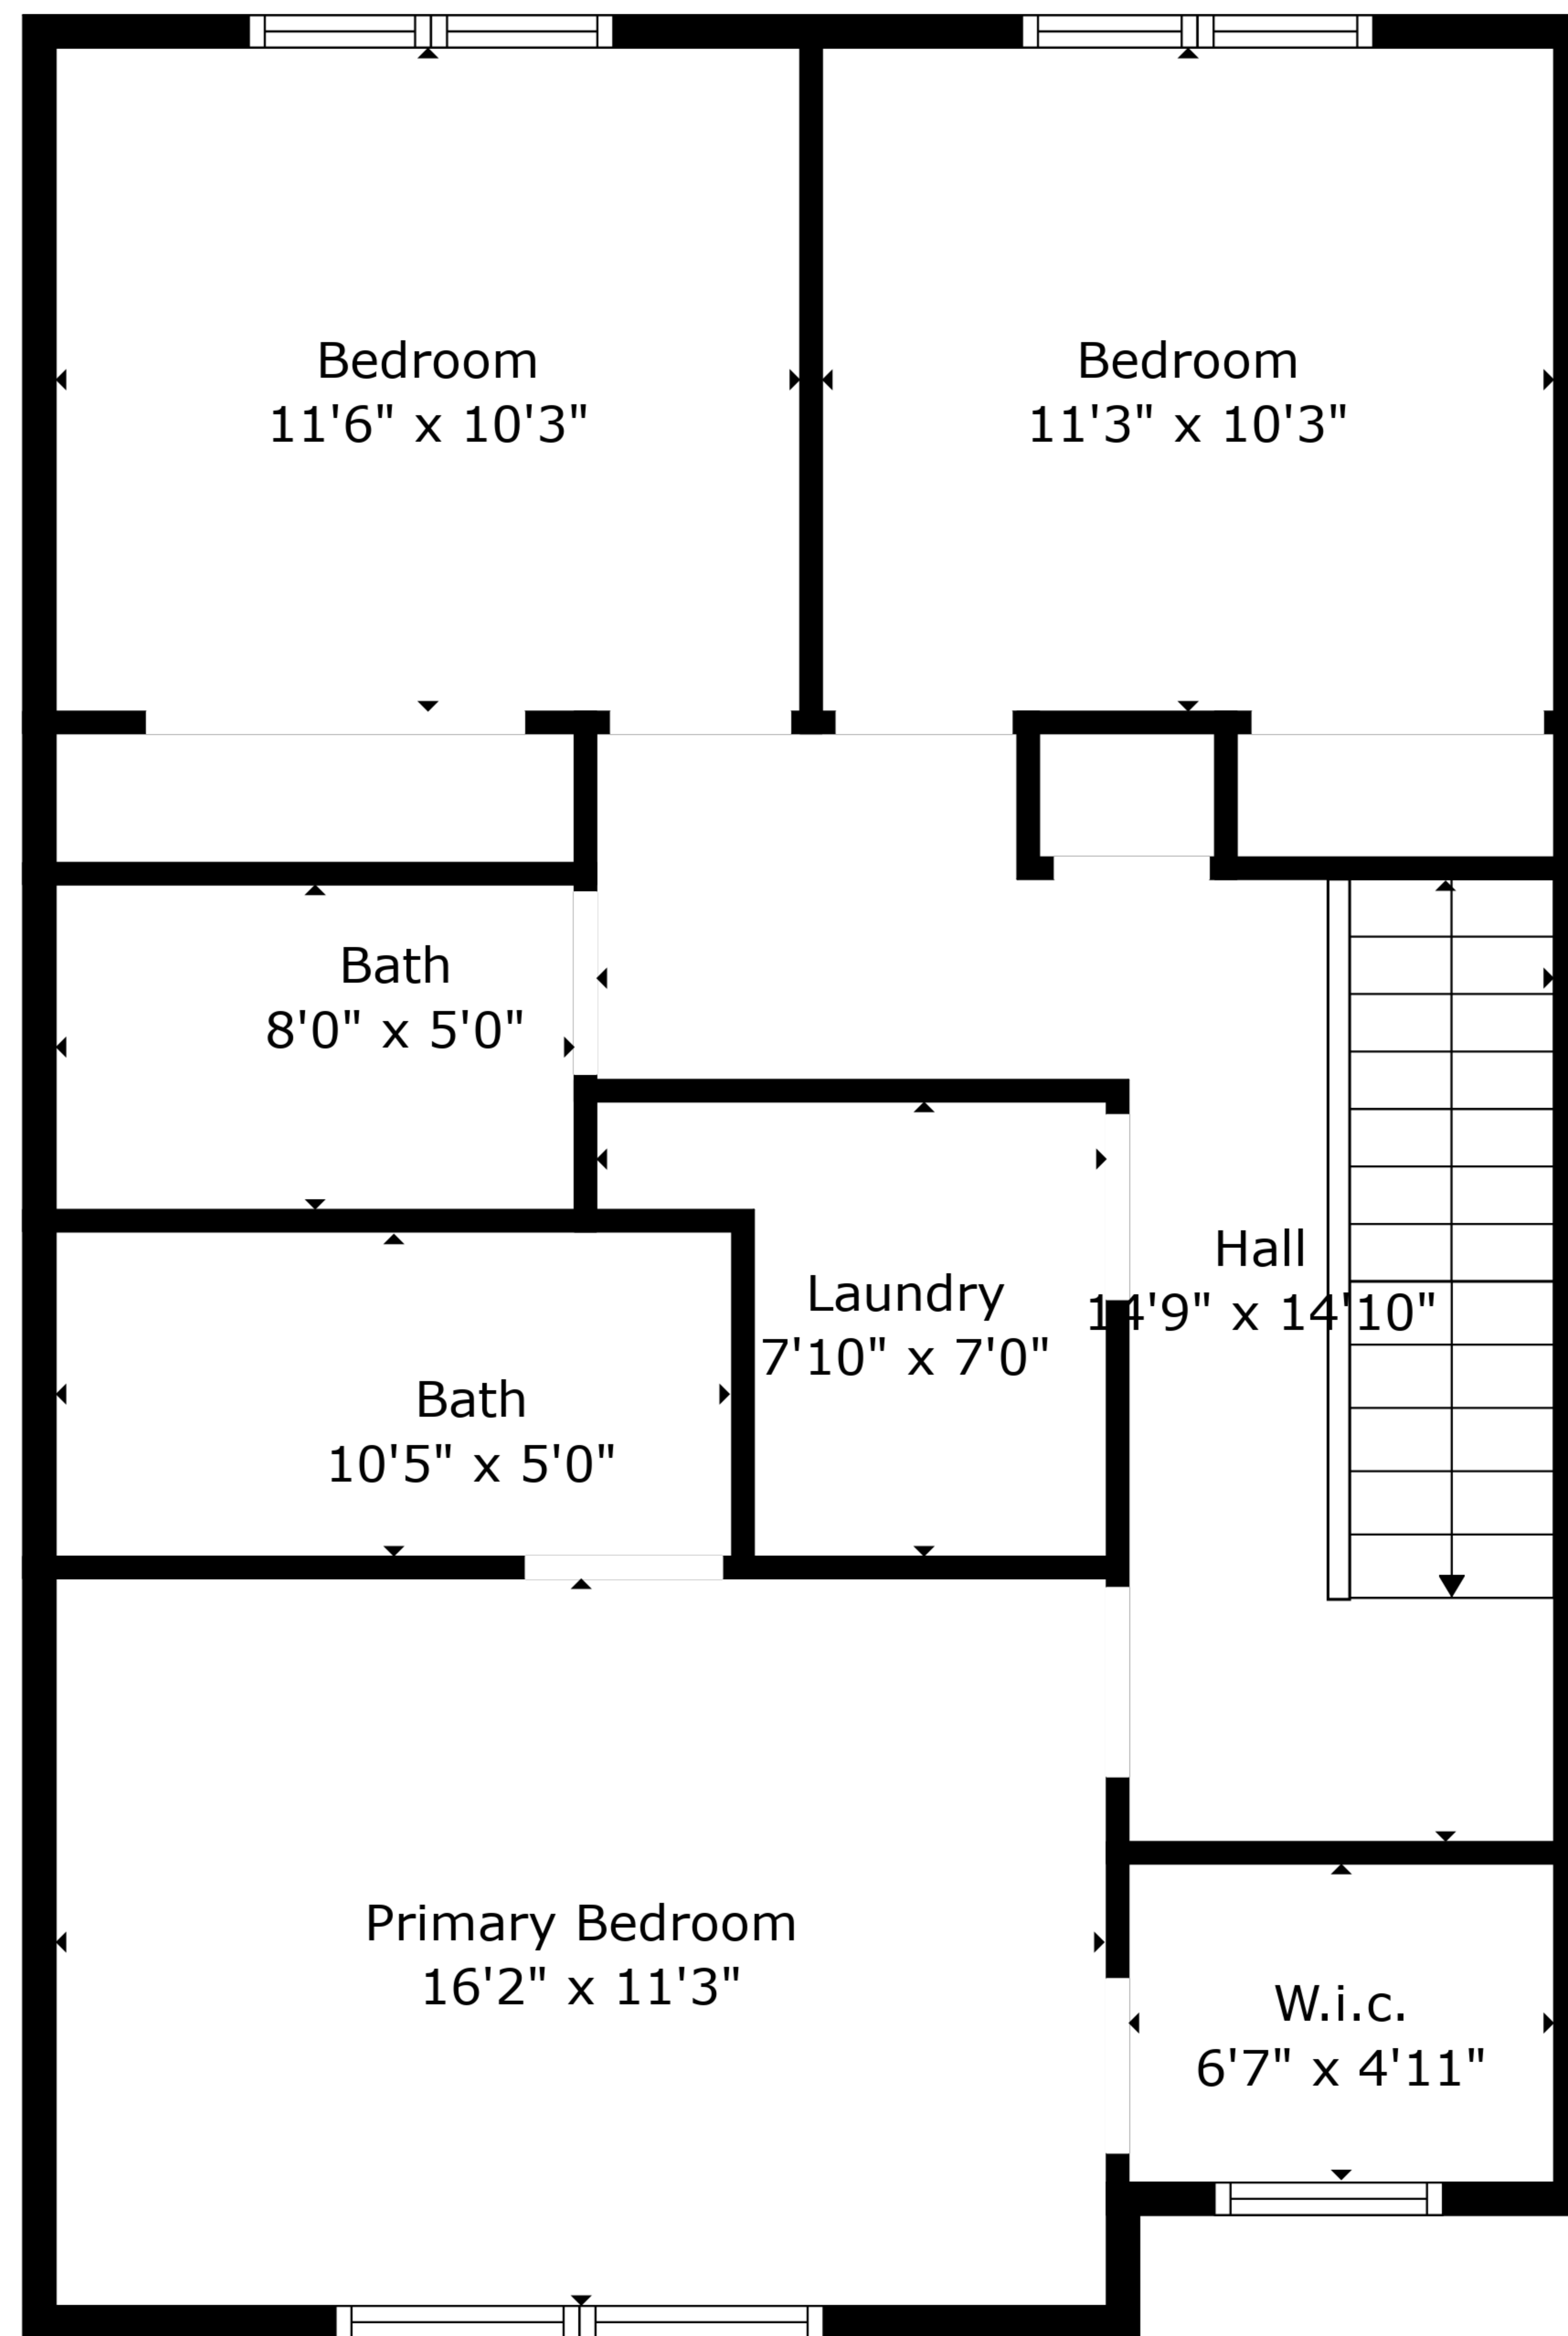 Bedroom
11'6" x 10'3"
Bedroom
11'3" x 10'3"
Bath
8'0" x 5'0"
Hall
14'9" x 14'10"
Laundry
7'10" x 7'0"
Bath
10'5" x 5'0"
Primary Bedroom
16'2" x 11'3"
W.i.c.
6'7" x 4'11"